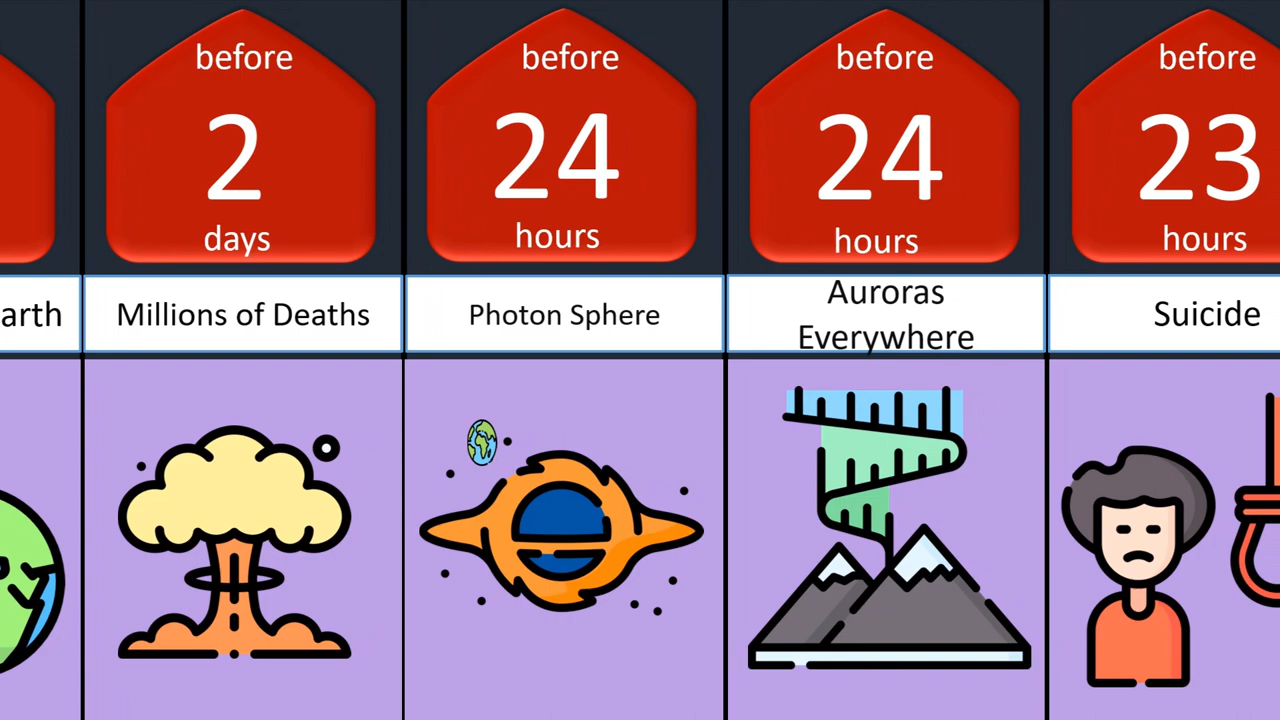 before
2
days
Millions of Deaths
before
24
hours
Photon Sphere
before
24
hours
Auroras
Everywhere
before
23
hours
Suicide